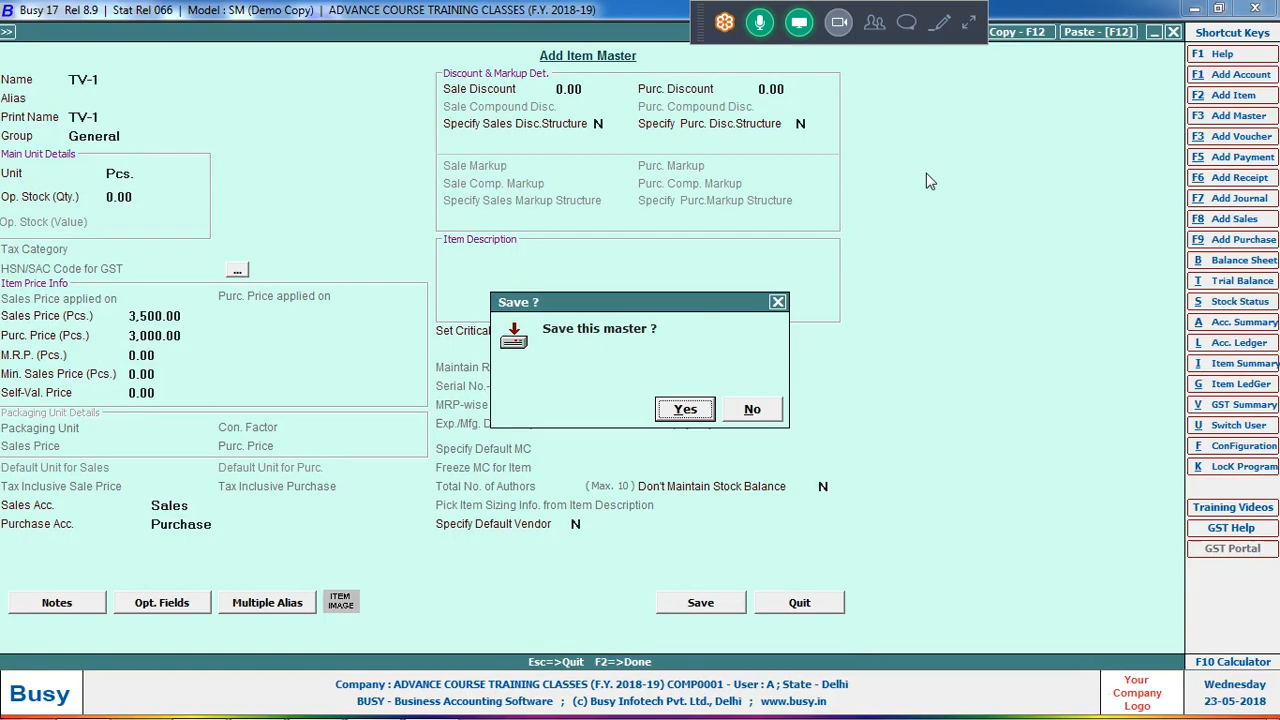 Busy 17 Rel 8.9 | Stat Rel 066 | Model : SM (Demo Copy) | ADVANCE COURSE TRAINING CLASSES (F.Y. 2018-19)
>>
Copy - F12
Paste - [F12]
Add Item Master
Name TV-1
Alias
Print Name TV-1
Group General
Main Unit Details
Unit Pcs.
Op. Stock (Qty.) 0.00
Op. Stock (Value)
Tax Category
HSN/SAC Code for GST ...
Item Price Info
Sales Price applied on Purc. Price applied on
Sales Price (Pcs.) 3,500.00
Purc. Price (Pcs.) 3,000.00
M.R.P. (Pcs.) 0.00
Min. Sales Price (Pcs.) 0.00
Self-Val. Price 0.00
Packaging Unit Details
Packaging Unit Con. Factor
Sales Price Purc. Price
Default Unit for Sales Default Unit for Purc.
Tax Inclusive Sale Price Tax Inclusive Purchase
Sales Acc. Sales
Purchase Acc. Purchase
Discount & Markup Det.
Sale Discount 0.00 Purc. Discount 0.00
Sale Compound Disc. Purc. Compound Disc.
Specify Sales Disc.Structure N Specify Purc. Disc.Structure N
Sale Markup Purc. Markup
Sale Comp. Markup Purc. Comp. Markup
Specify Sales Markup Structure Specify Purc.Markup Structure
Item Description
Set Critical
Maintain R
Serial No.-
MRP-wise
Exp./Mfg. D
Save ?
Save this master ?
Yes No
Specify Default MC
Freeze MC for Item
Total No. of Authors (Max. 10) Don't Maintain Stock Balance N
Pick Item Sizing Info. from Item Description
Specify Default Vendor N
Notes Opt. Fields Multiple Alias ITEM IMAGE Save Quit
Esc=>Quit F2=>Done
Busy
Company : ADVANCE COURSE TRAINING CLASSES (F.Y. 2018-19) COMP0001 - User : A ; State - Delhi
BUSY - Business Accounting Software ; (c) Busy Infotech Pvt. Ltd., Delhi ; www.busy.in
Your
Company
Logo
Shortcut Keys
F1 Help
F1 Add Account
F2 Add Item
F3 Add Master
F3 Add Voucher
F5 Add Payment
F6 Add Receipt
F7 Add Journal
F8 Add Sales
F9 Add Purchase
B Balance Sheet
T Trial Balance
S Stock Status
A Acc. Summary
L Acc. Ledger
I Item Summary
G Item LedGer
V GST Summary
U Switch User
F ConFiguration
K LocK Program
Training Videos
GST Help
GST Portal
F10 Calculator
Wednesday
23-05-2018